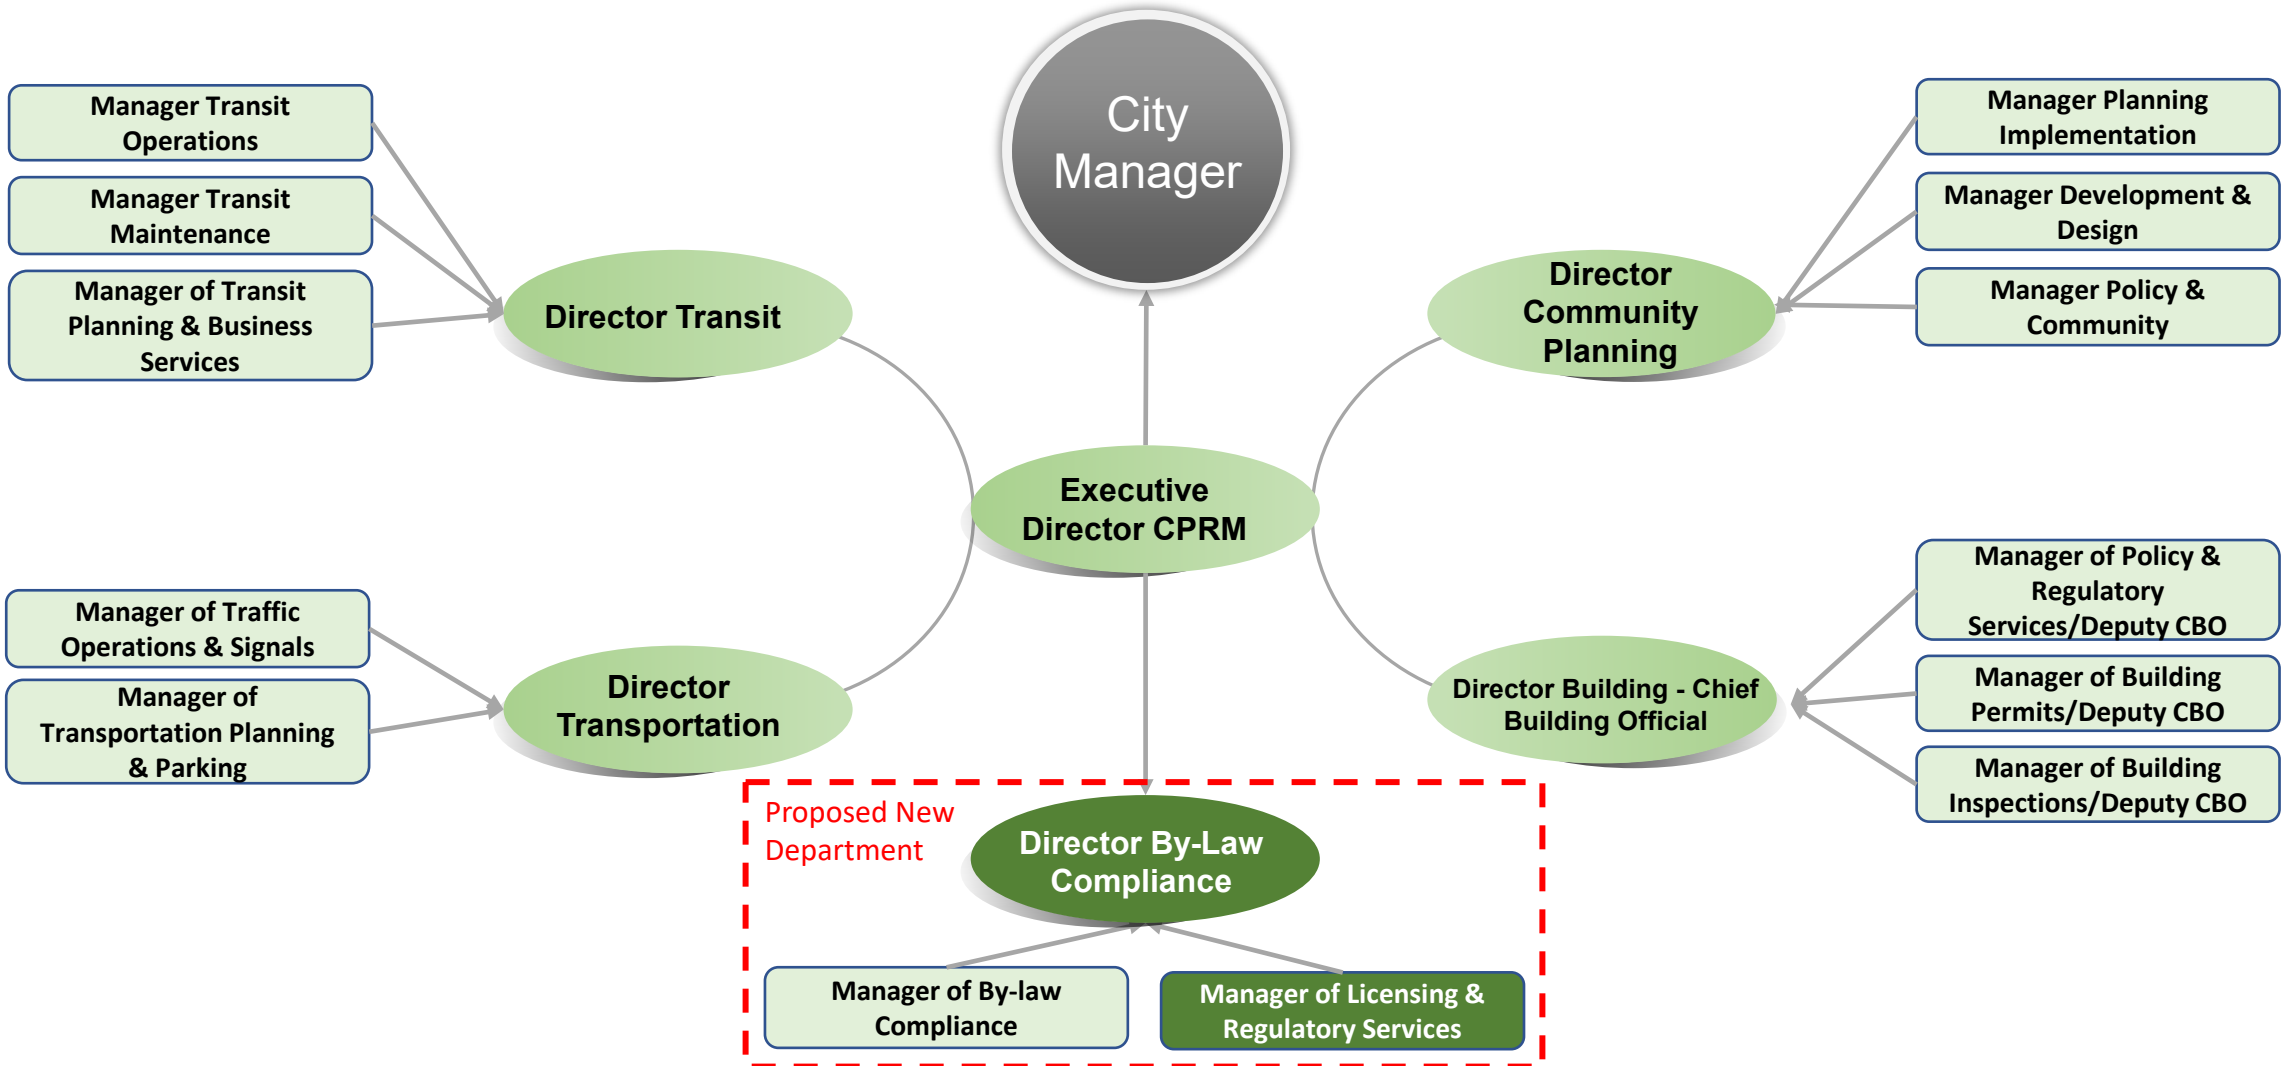 City
Manager
Manager Transit
Operations
Manager Transit
Maintenance
Manager of Transit
Planning & Business
Services
Director Transit
Manager Planning
Implementation
Manager Development &
Design
Manager Policy &
Community
Director
Community
Planning
Executive
Director CPRM
Manager of Traffic
Operations & Signals
Manager of
Transportation Planning
& Parking
Director
Transportation
Director Building - Chief
Building Official
Manager of Policy &
Regulatory
Services/Deputy CBO
Manager of Building
Permits/Deputy CBO
Manager of Building
Inspections/Deputy CBO
Proposed New
Department
Director By-Law
Compliance
Manager of By-law
Compliance
Manager of Licensing &
Regulatory Services